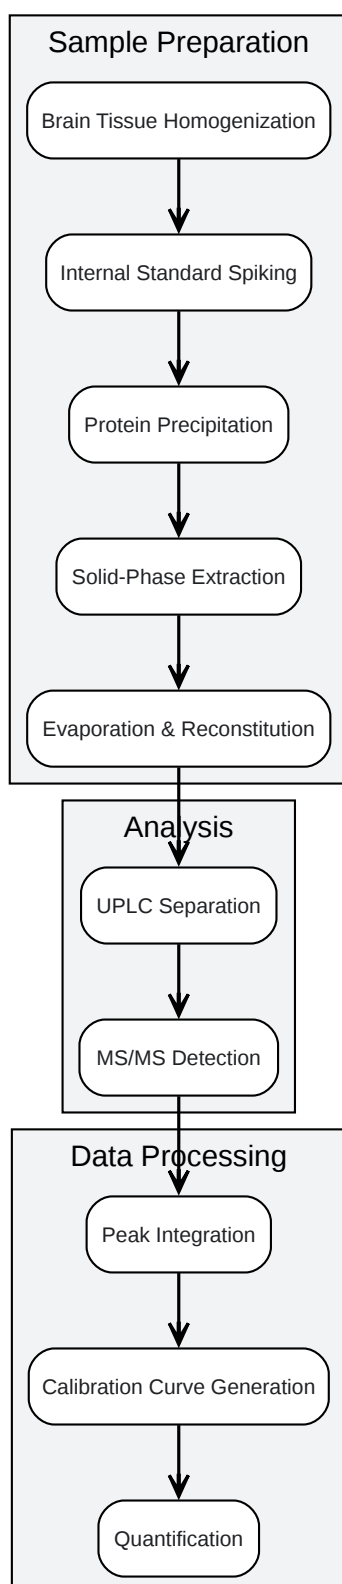 Sample Preparation
Brain Tissue Homogenization
Internal Standard Spiking
Protein Precipitation
Solid-Phase Extraction
Evaporation & Reconstitution
Analysis
UPLC Separation
MS/MS Detection
Data Processing
Peak Integration
Calibration Curve Generation
Quantification